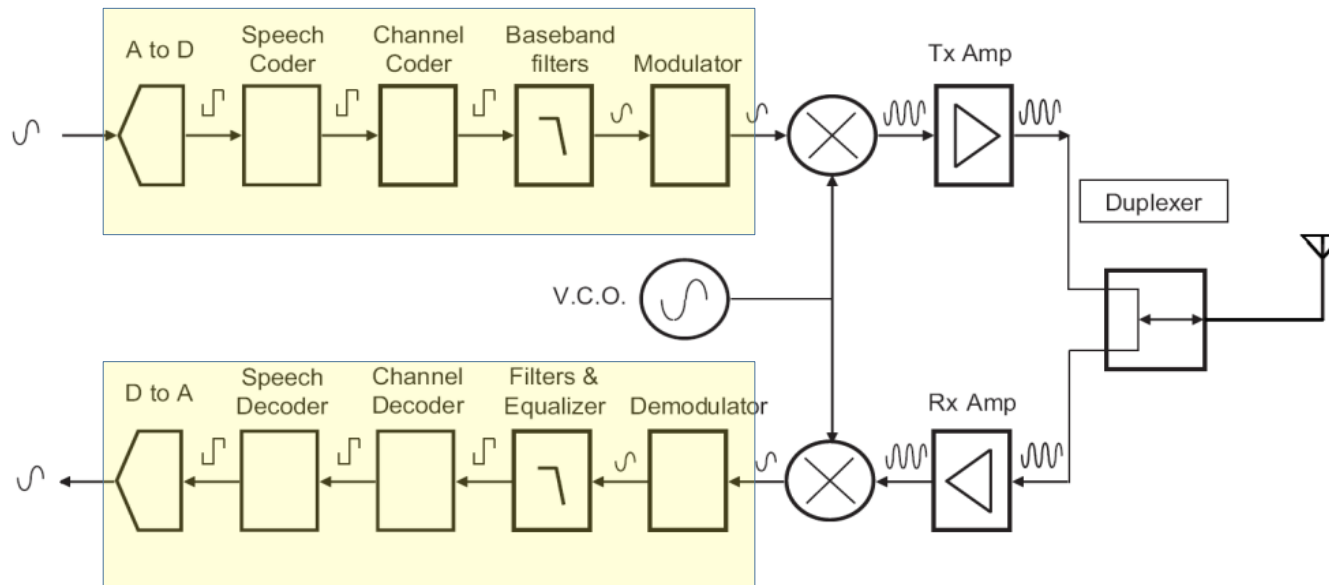 A to D
Speech
Coder
Channel
Coder
Baseband
filters
Modulator
Tx Amp
Duplexer
V.C.O.
D to A
Speech
Decoder
Channel
Decoder
Filters &
Equalizer
Demodulator
Rx Amp